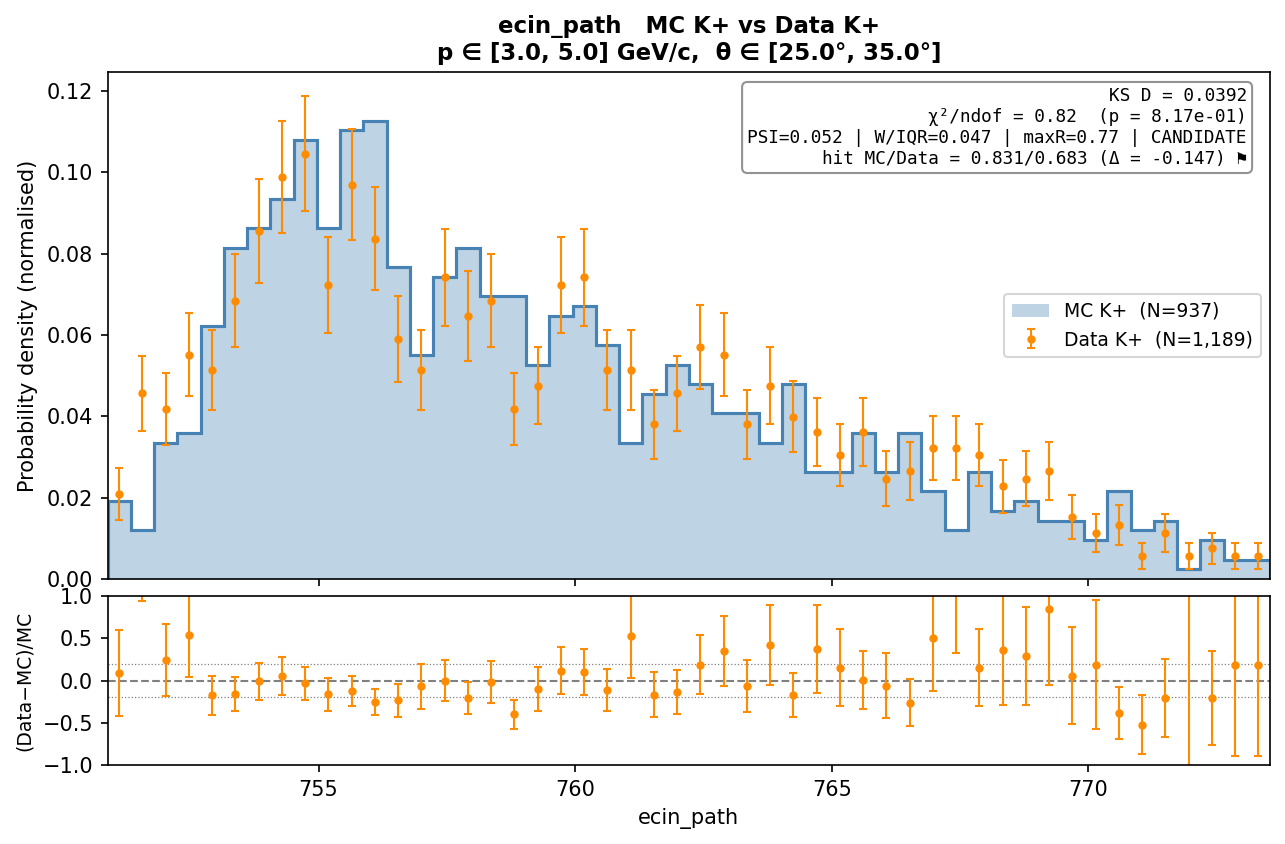 ecin_path   MC K+ vs Data K+
p ∈ [3.0, 5.0] GeV/c,  θ ∈ [25.0°, 35.0°]
KS D = 0.0392
χ²/ndof = 0.82  (p = 8.17e-01)
PSI=0.052 | W/IQR=0.047 | maxR=0.77 | CANDIDATE
hit MC/Data = 0.831/0.683 (Δ = -0.147) ⚑
MC K+  (N=937)
Data K+  (N=1,189)
Probability density (normalised)
0.12
0.10
0.08
0.06
0.04
0.02
0.00
(Data−MC)/MC
1.0
0.5
0.0
−0.5
−1.0
755
760
765
770
ecin_path